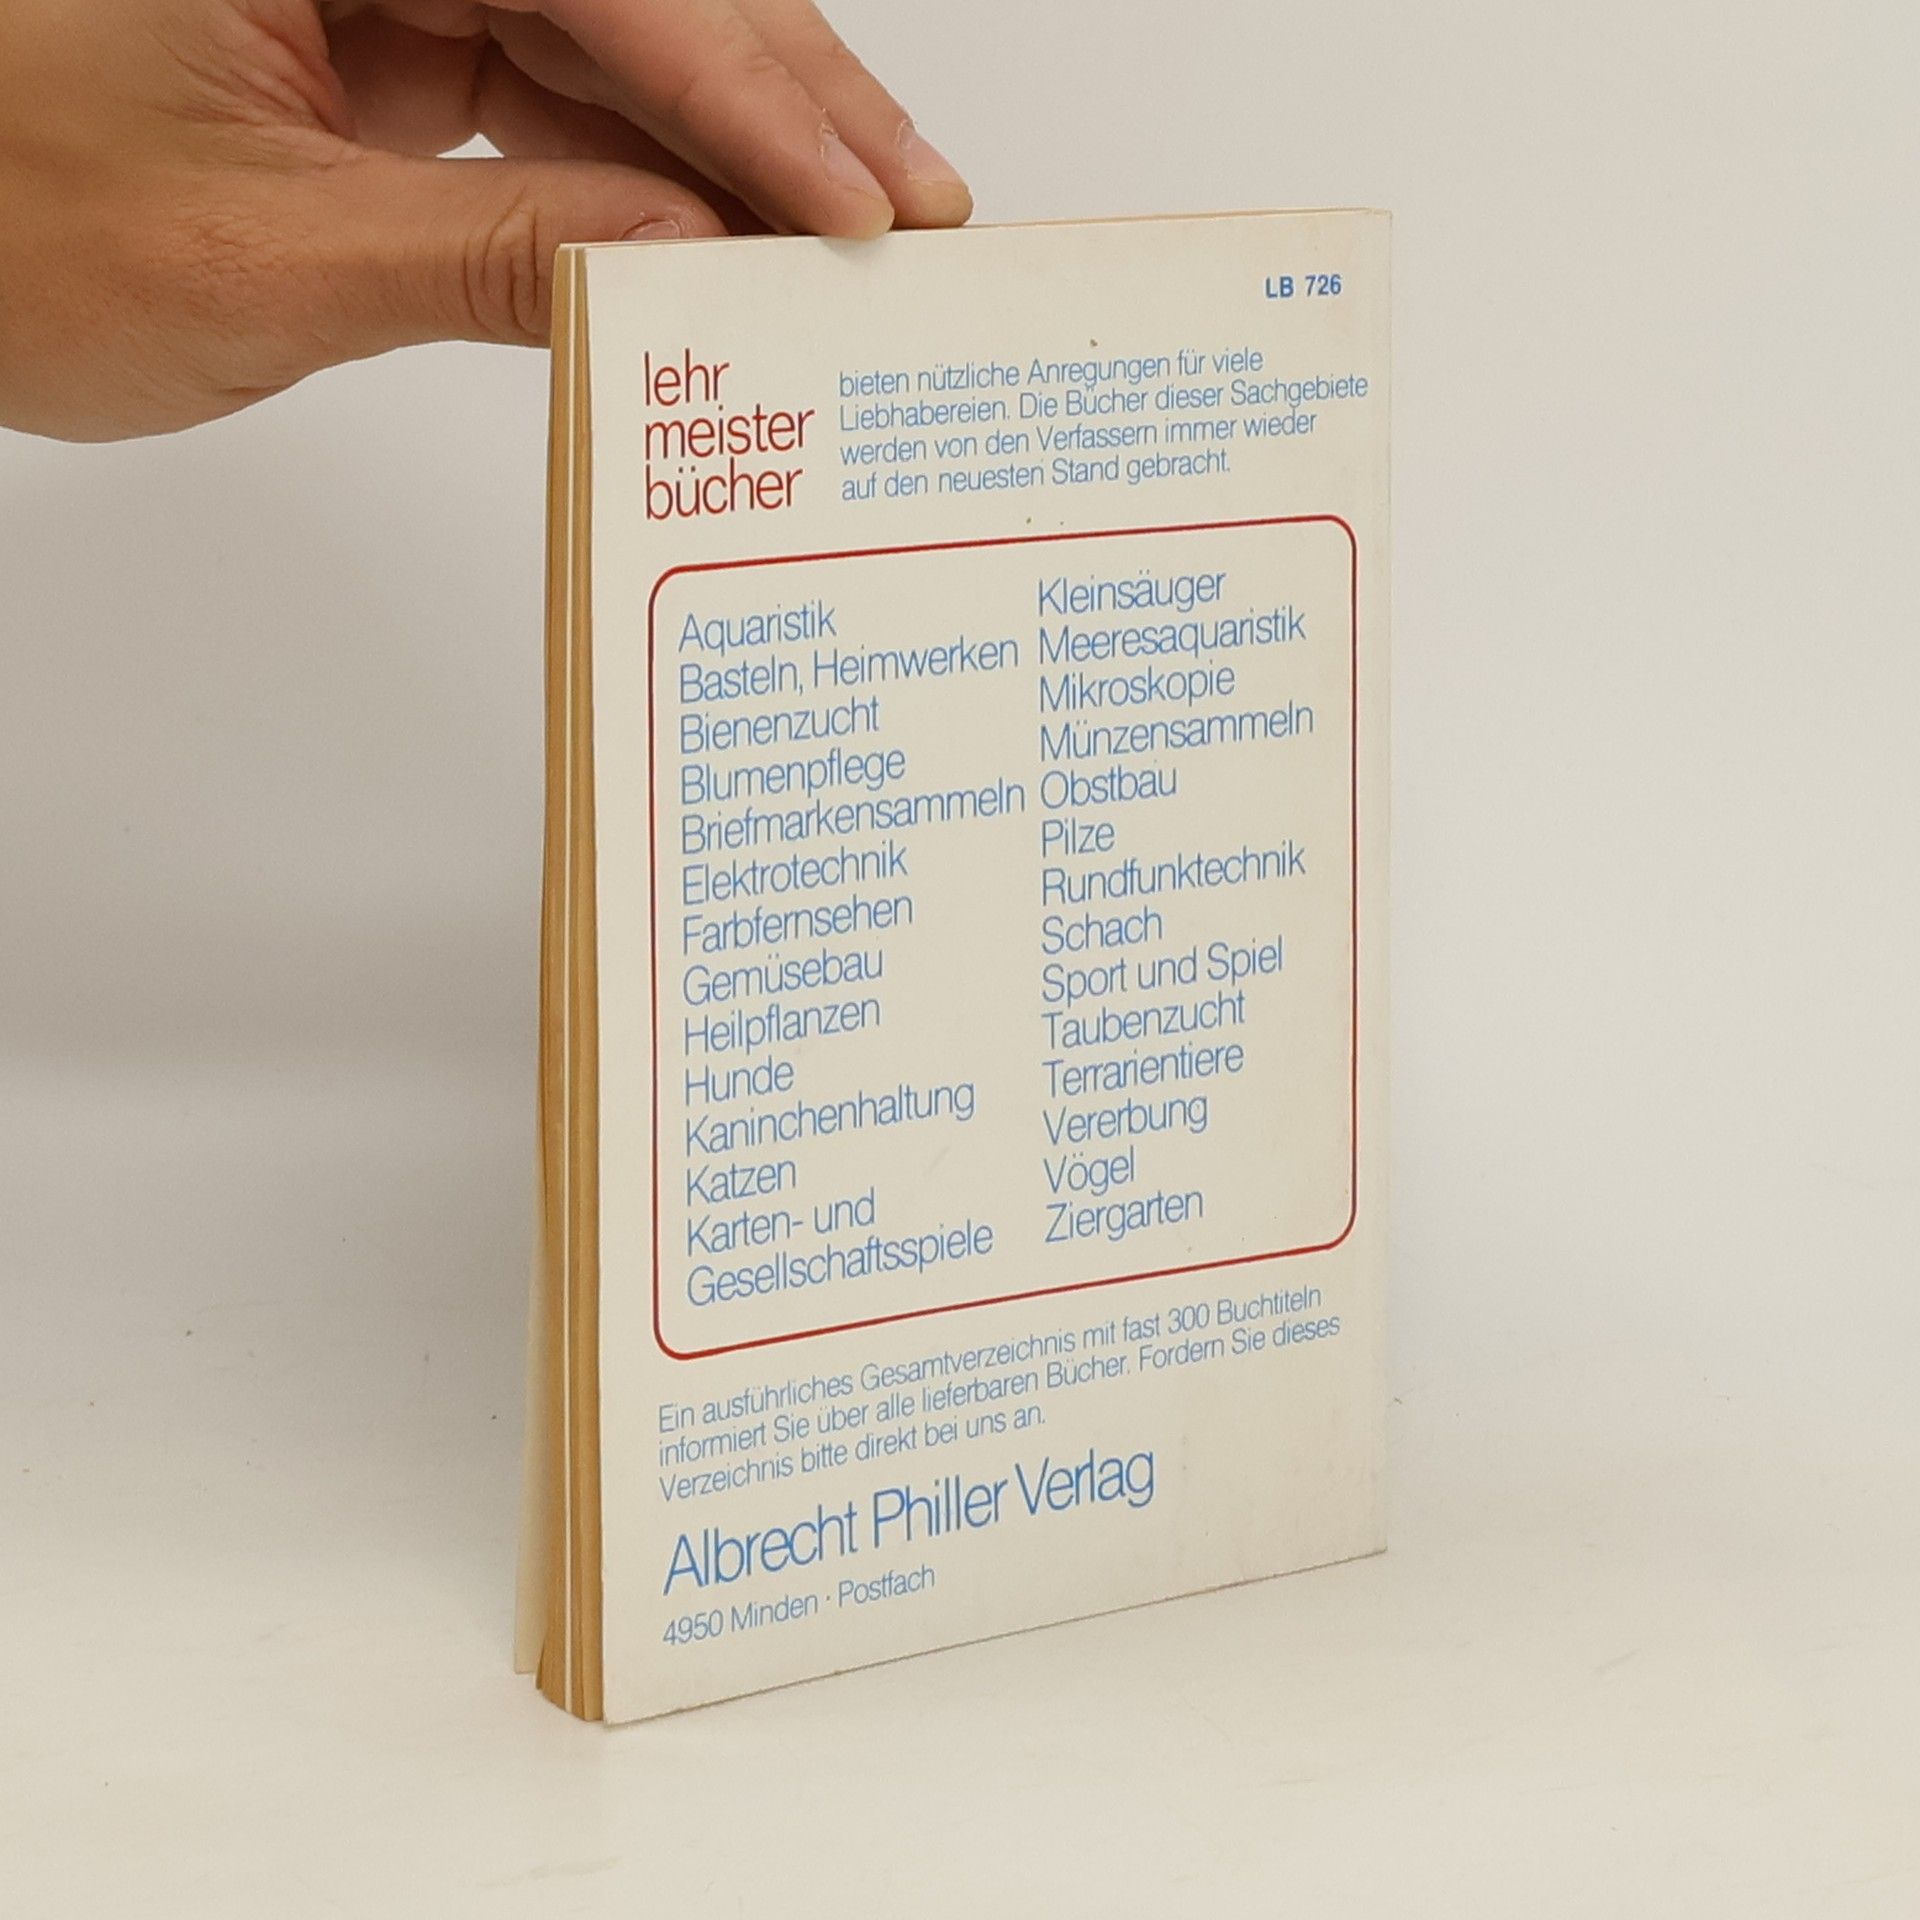 LB 726
lehr
meister
bücher
bieten nützliche Anregungen für viele
Liebhabereien. Die Bücher dieser Sachgebiete
werden von den Verfassern immer wieder
auf den neuesten Stand gebracht.
Aquaristik
Basteln, Heimwerken
Bienenzucht
Blumenpflege
Briefmarkensammeln
Elektrotechnik
Farbfernsehen
Gemüsebau
Heilpflanzen
Hunde
Kaninchenhaltung
Katzen
Karten- und
Gesellschaftsspiele
Kleinsäuger
Meeresaquaristik
Mikroskopie
Münzensammeln
Obstbau
Pilze
Rundfunktechnik
Schach
Sport und Spiel
Taubenzucht
Terrarientiere
Vererbung
Vögel
Ziergarten
Ein ausführliches Gesamtverzeichnis mit fast 300 Buchtiteln
informiert Sie über alle lieferbaren Bücher. Fordern Sie dieses
Verzeichnis bitte direkt bei uns an.
Albrecht Philler Verlag
4950 Minden · Postfach